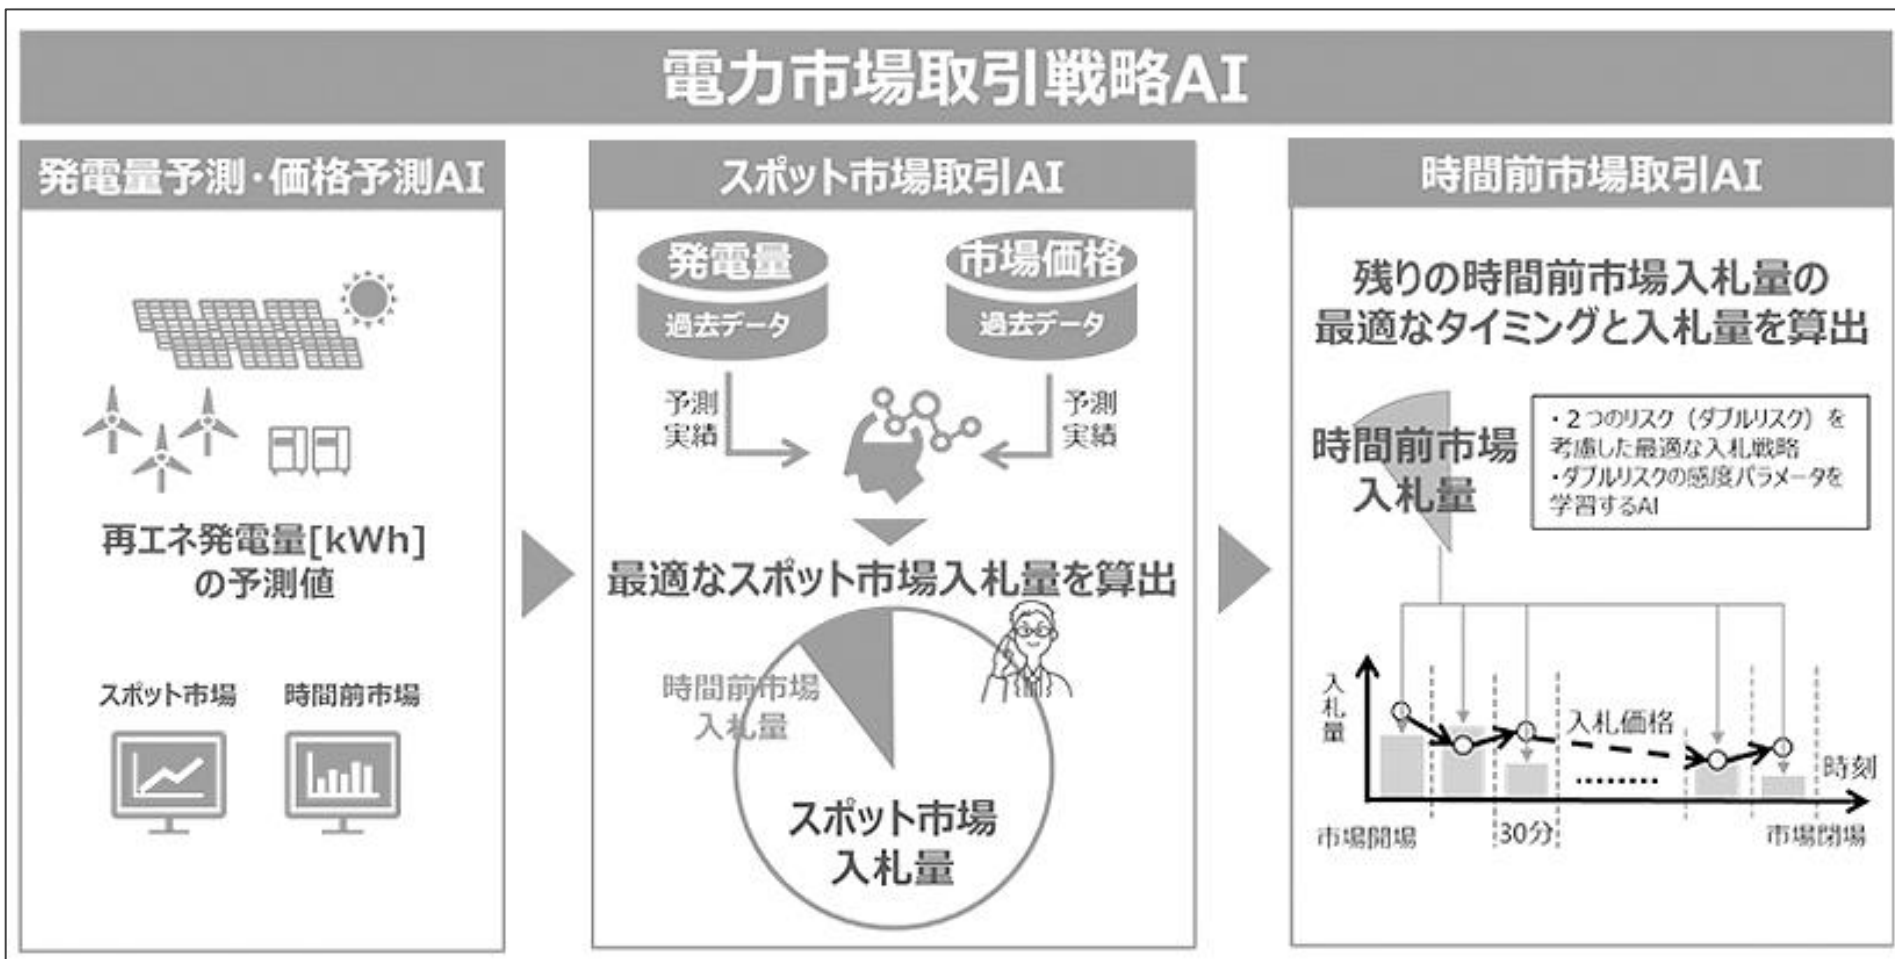 電力市場取引戦略AI
発電量予測・価格予測AI
再エネ発電量[kWh]
の予測値
スポット市場
時間前市場
スポット市場取引AI
発電量
過去データ
市場価格
過去データ
予測
実績
予測
実績
最適なスポット市場入札量を算出
時間前市場
入札量
スポット市場
入札量
時間前市場取引AI
残りの時間前市場入札量の
最適なタイミングと入札量を算出
時間前市場
入札量
・2つのリスク（ダブルリスク）を
考慮した最適な入札戦略
・ダブルリスクの感度パラメータを
学習するAI
入札量
入札価格
時刻
市場開場
30分
市場閉場